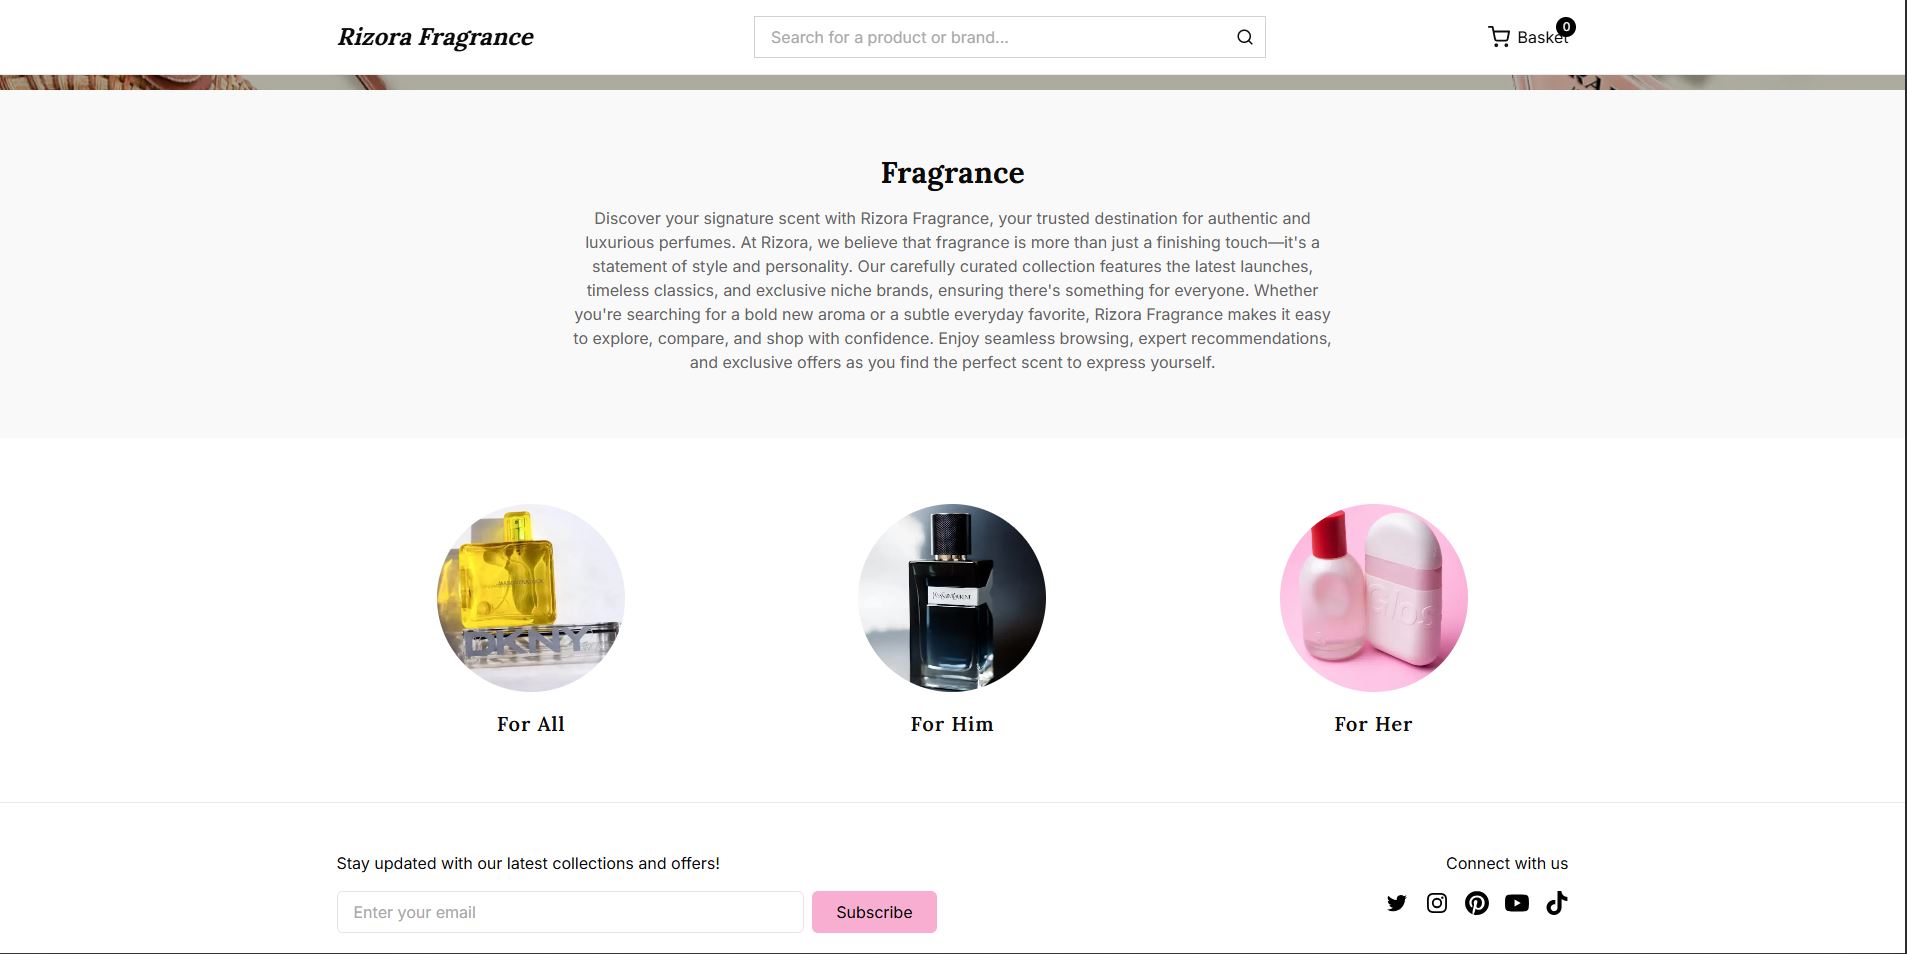 Rizora Fragrance
Search for a product or brand...
Basket
0
Fragrance
Discover your signature scent with Rizora Fragrance, your trusted destination for authentic and
luxurious perfumes. At Rizora, we believe that fragrance is more than just a finishing touch—it's a
statement of style and personality. Our carefully curated collection features the latest launches,
timeless classics, and exclusive niche brands, ensuring there's something for everyone. Whether
you're searching for a bold new aroma or a subtle everyday favorite, Rizora Fragrance makes it easy
to explore, compare, and shop with confidence. Enjoy seamless browsing, expert recommendations,
and exclusive offers as you find the perfect scent to express yourself.
DKNY
YvesSaintLaurent
Glos
For All
For Him
For Her
Stay updated with our latest collections and offers!
Connect with us
Enter your email
Subscribe